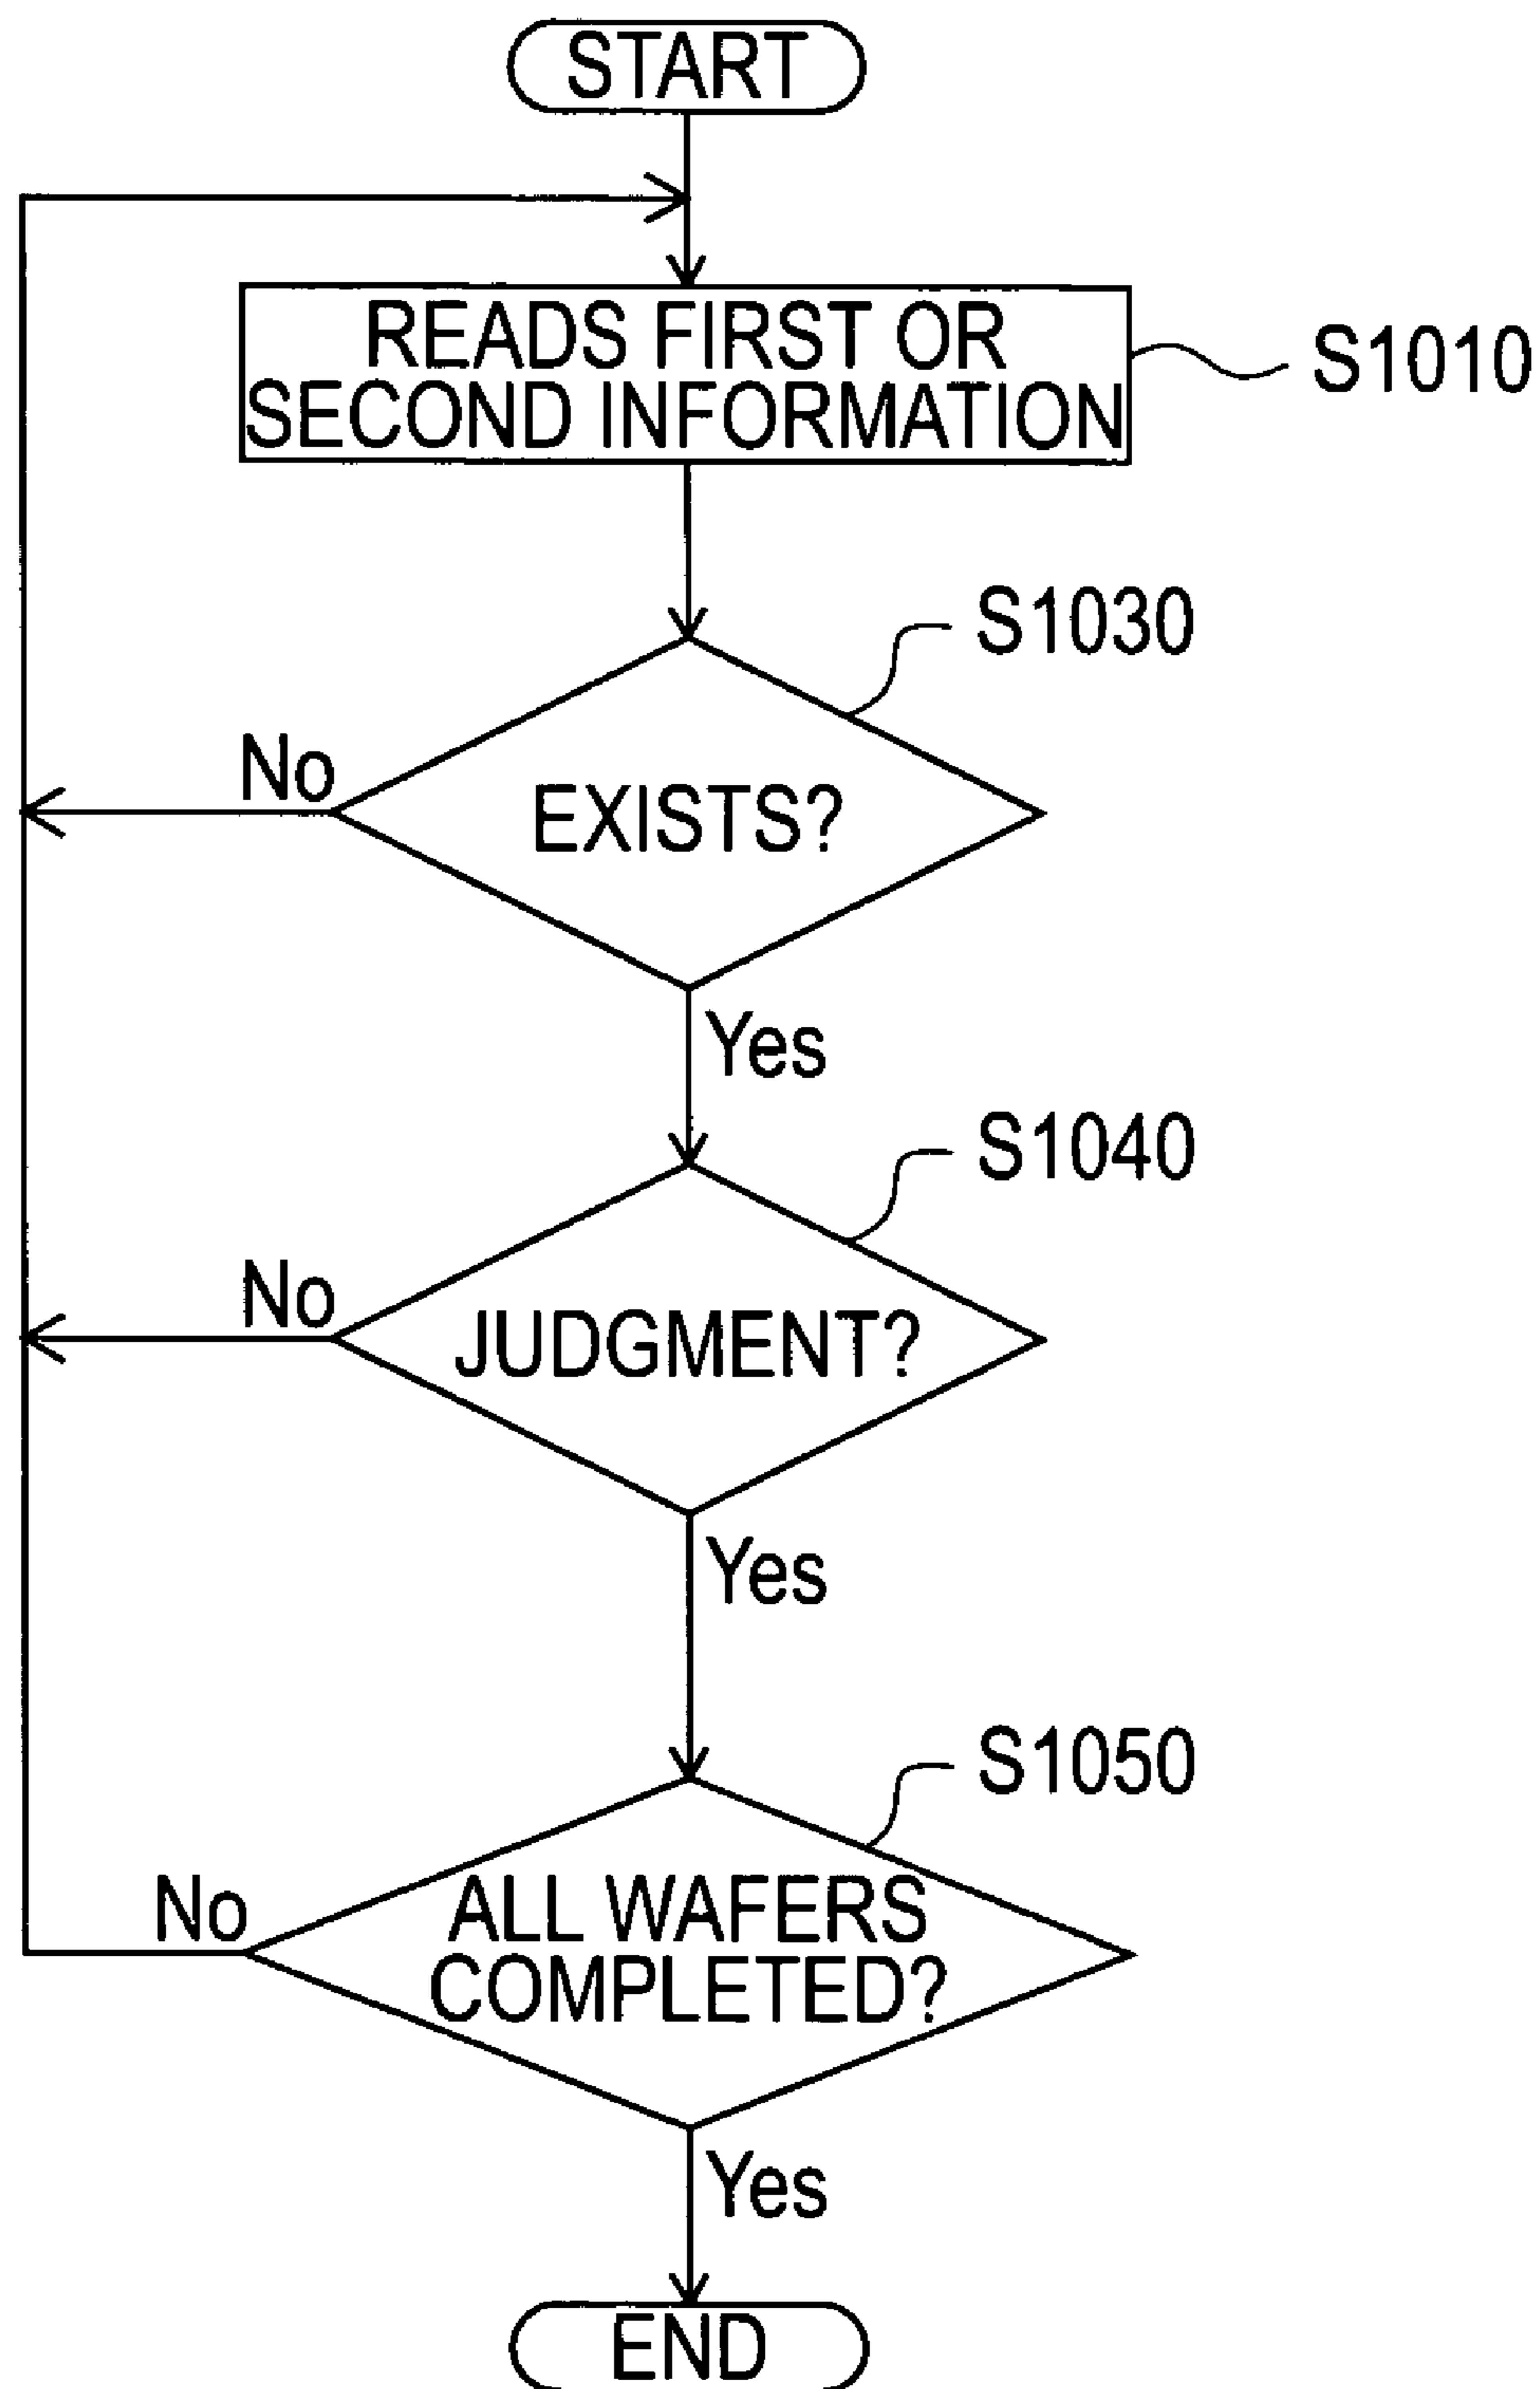 START
READS FIRST OR
SECOND INFORMATION
S1010
S1030
No
EXISTS?
Yes
S1040
No
JUDGMENT?
Yes
S1050
No
ALL WAFERS
COMPLETED?
Yes
END